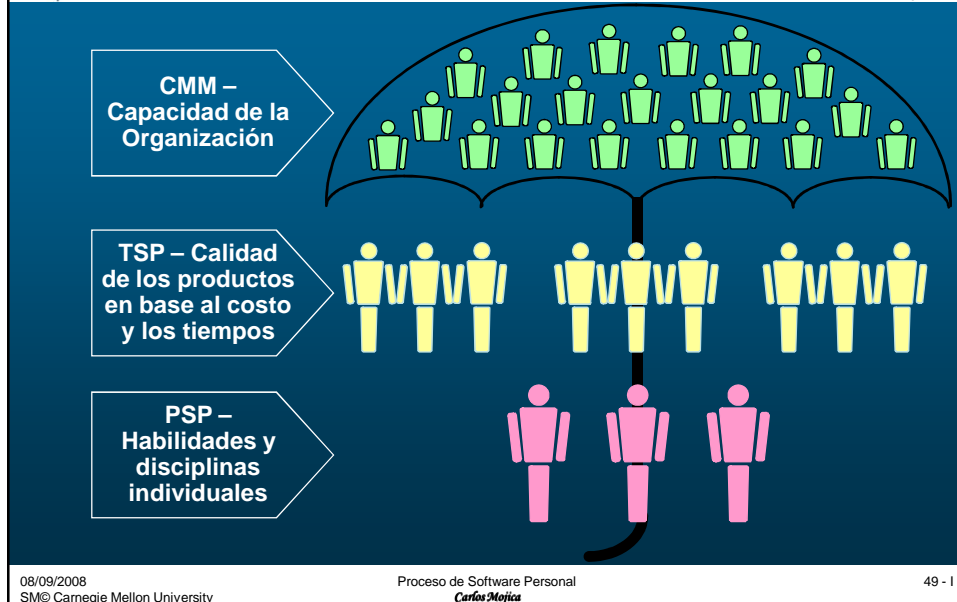 CMM –
Capacidad de la
Organización
TSP – Calidad
de los productos
en base al costo
y los tiempos
PSP –
Habilidades y
disciplinas
individuales
08/09/2008
SM© Carnegie Mellon University
Proceso de Software Personal
Carlos Mojica
49 - I